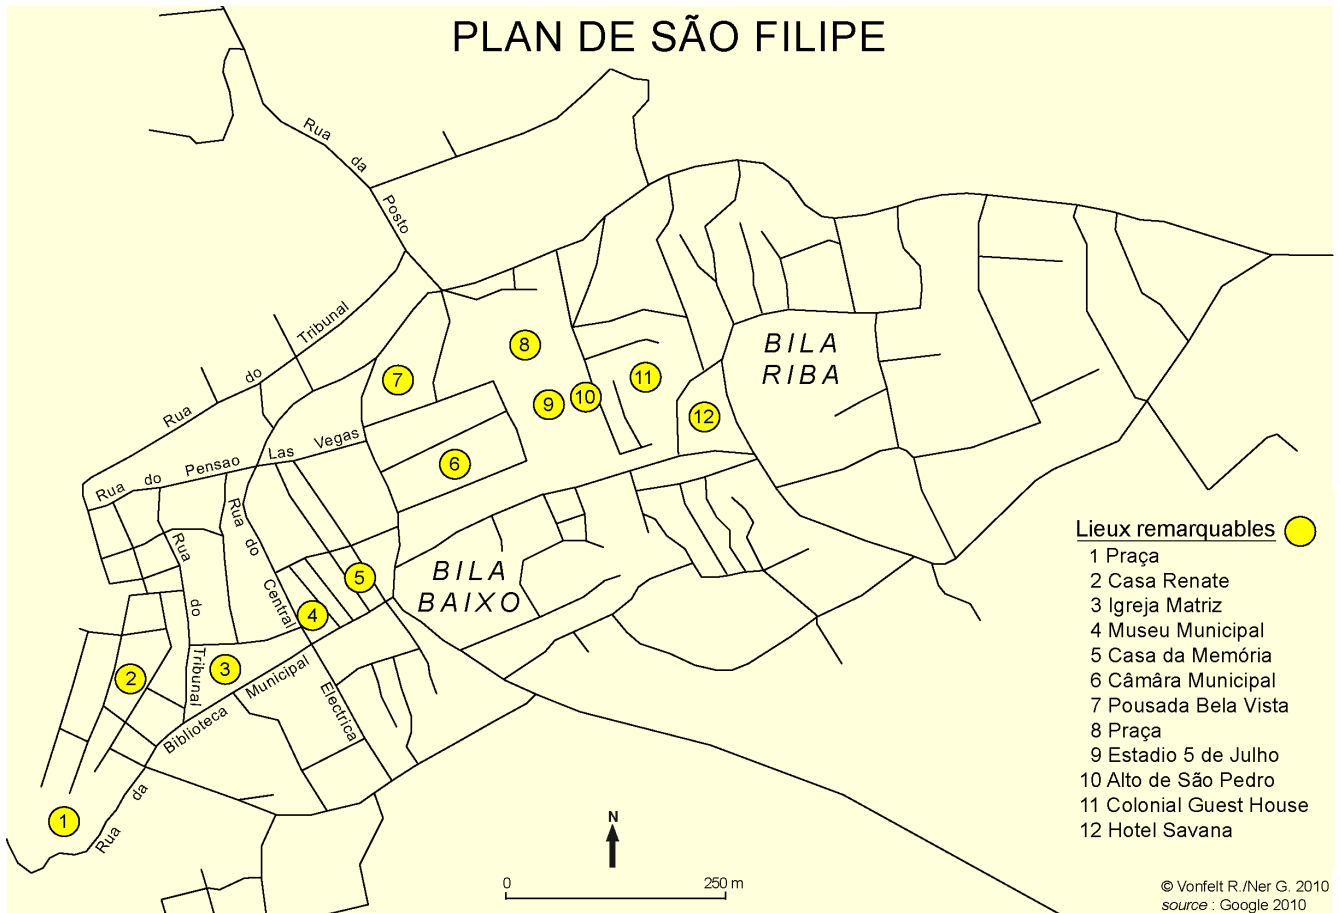 PLAN DE SÃO FILIPE
Rua da Posto
Rua do Tribunal
Rua do Pensao Las Vegas
Rua do Tribunal
Rua do Central Electrica
Rua da Biblioteca Municipal
BILA
RIBA
BILA
BAIXO
1
2
3
4
5
6
7
8
9
10
11
12
Lieux remarquables
1 Praça
2 Casa Renate
3 Igreja Matriz
4 Museu Municipal
5 Casa da Memória
6 Câmâra Municipal
7 Pousada Bela Vista
8 Praça
9 Estadio 5 de Julho
10 Alto de São Pedro
11 Colonial Guest House
12 Hotel Savana
N
0 250 m
© Vonfelt R./Ner G. 2010
source : Google 2010